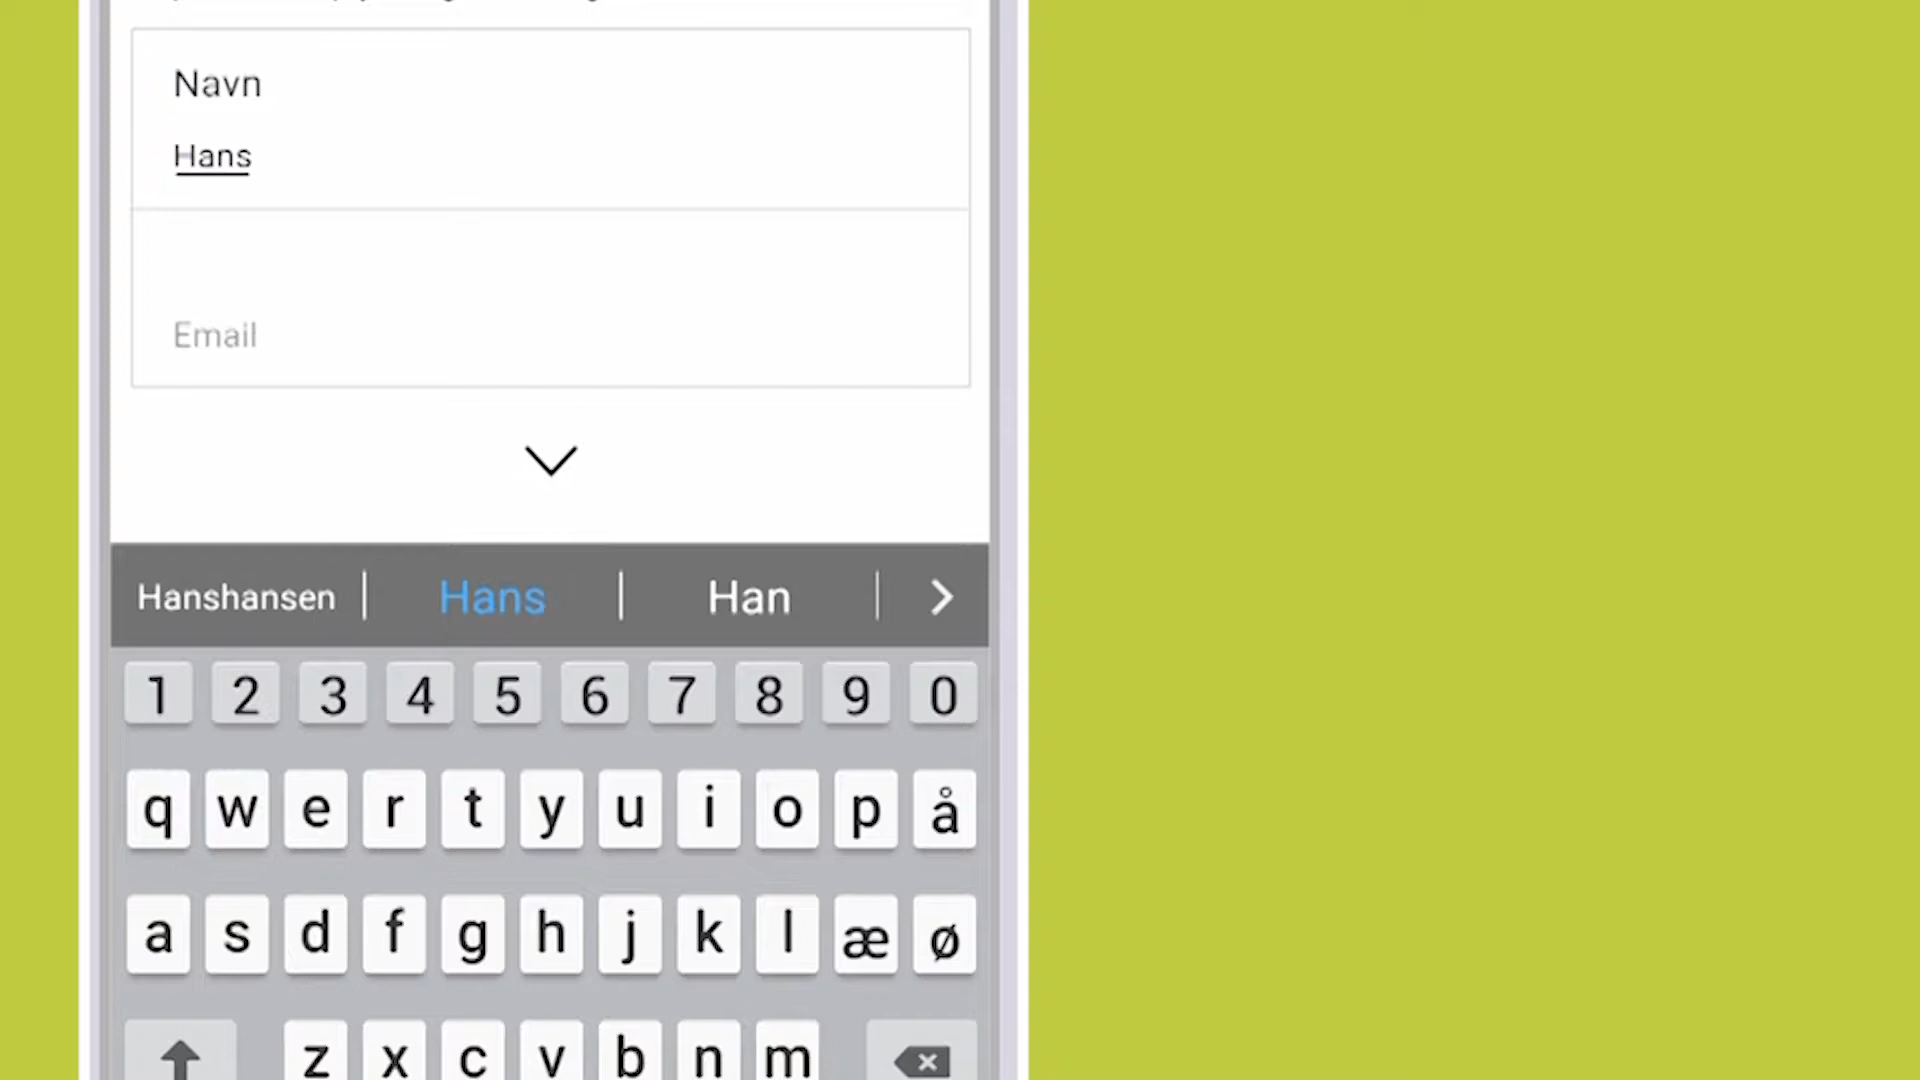 Navn
Hans
Email
Hanshansen | Hans | Han
1 2 3 4 5 6 7 8 9 0
q w e r t y u i o p å
a s d f g h j k l æ ø
z x c v b n m